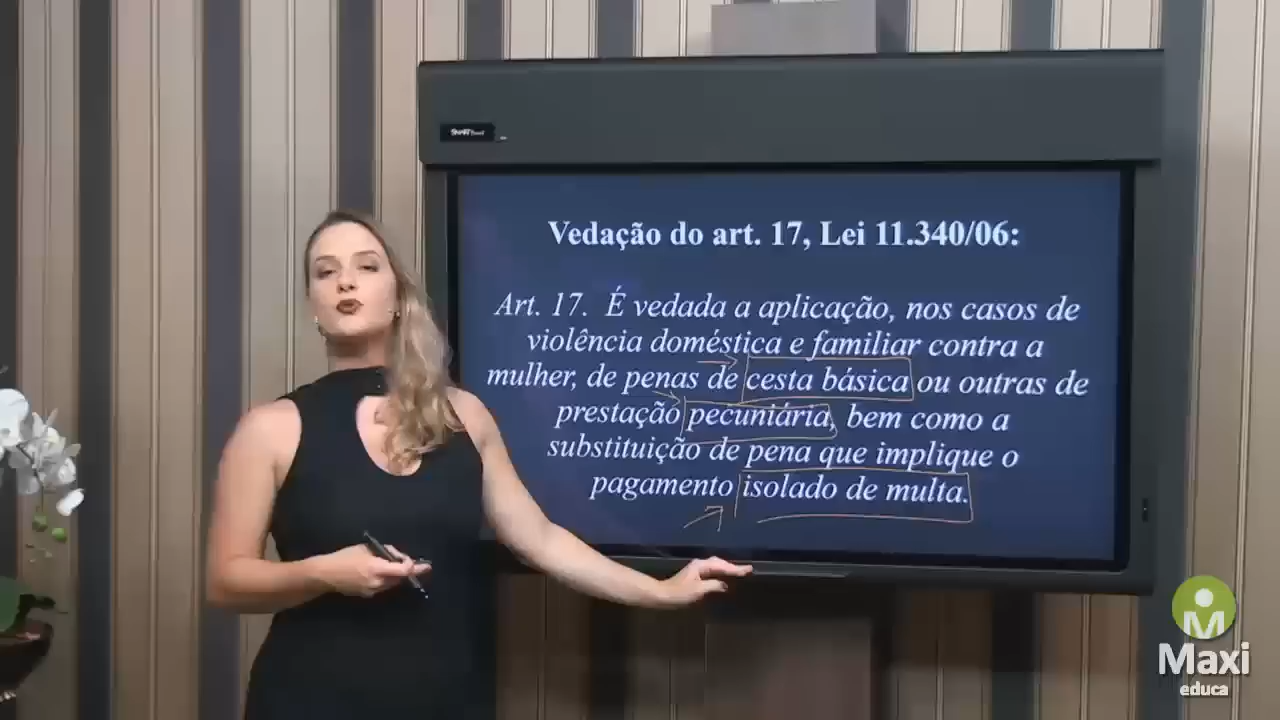 SMART Board
Vedação do art. 17, Lei 11.340/06:
Art. 17. É vedada a aplicação, nos casos de
violência doméstica e familiar contra a
mulher, de penas de cesta básica ou outras de
prestação pecuniária, bem como a
substituição de pena que implique o
pagamento isolado de multa.
M
Maxi
educa